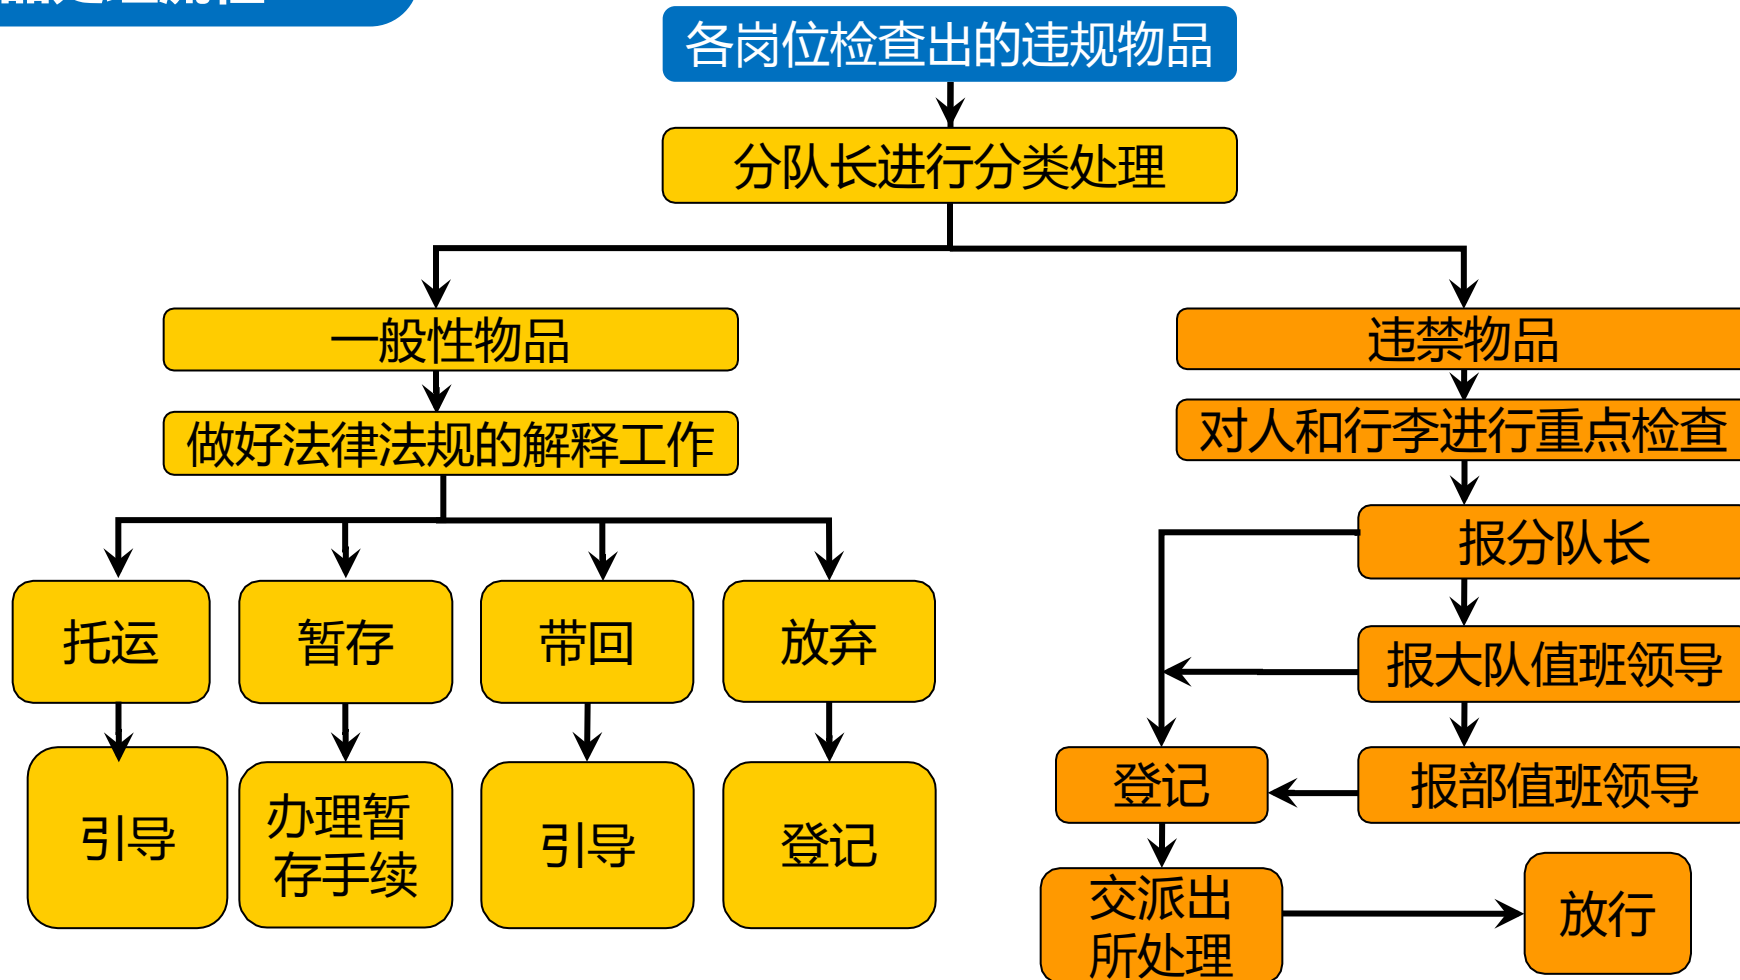 品处理流程
各岗位检查出的违规物品
分队长进行分类处理
一般性物品
违禁物品
做好法律法规的解释工作
对人和行李进行重点检查
报分队长
托运
暂存
带回
放弃
报大队值班领导
引导
办理暂
存手续
引导
登记
登记
报部值班领导
交派出
所处理
放行